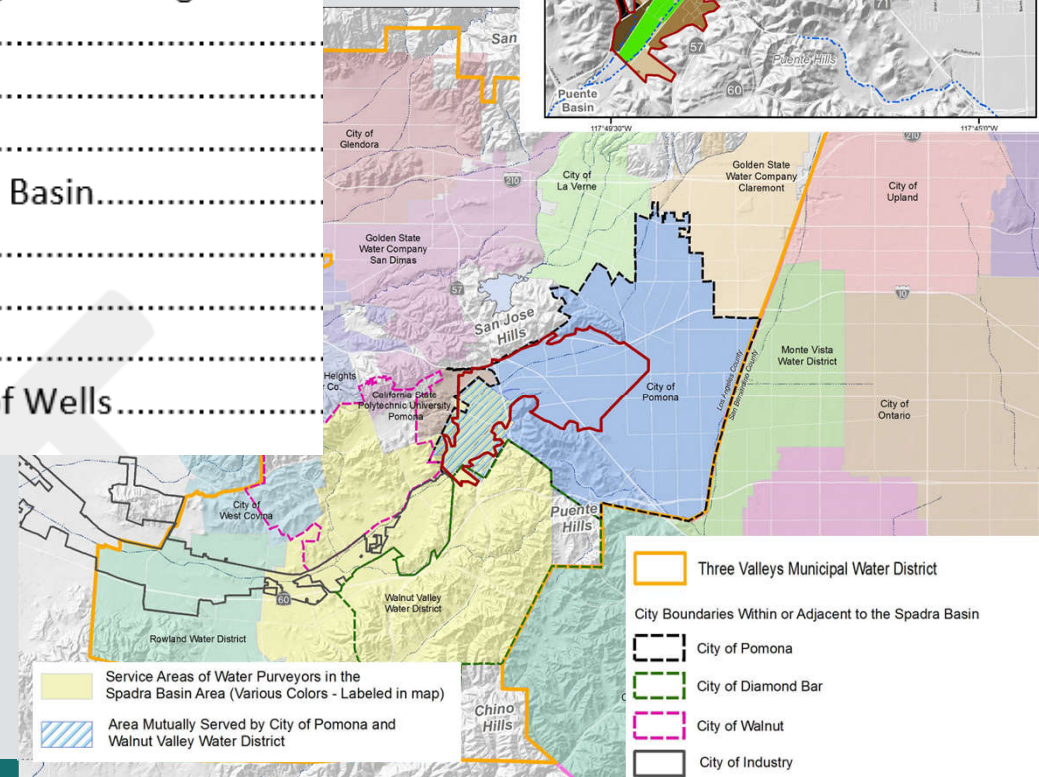 Basin
of Wells
San
57
71
60
Puente Hills
Puente
Basin
117°49'30"W
117°45'0"W
City of
Glendora
210
City of
La Verne
Golden State
Water Company
Claremont
210
City of
Upland
Golden State
Water Company
San Dimas
57
San Jose
Hills
10
Heights
Co.
California State
Polytechnic University
Pomona
City of
Pomona
Los Angeles County
San Bernardino County
Monte Vista
Water District
City of
Ontario
City of
West Covina
Puente
Hills
60
Walnut Valley
Water District
Rowland Water District
Chino
Hills
Service Areas of Water Purveyors in the
Spadra Basin Area (Various Colors - Labeled in map)
Area Mutually Served by City of Pomona and
Walnut Valley Water District
Three Valleys Municipal Water District
City Boundaries Within or Adjacent to the Spadra Basin
City of Pomona
City of Diamond Bar
City of Walnut
City of Industry